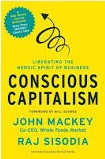 LIBERATING THE
HEROIC SPIRIT OF BUSINESS
CONSCIOUS
CAPITALISM
FOREWORD BY BILL GEORGE
JOHN MACKEY
Co-CEO, Whole Foods Market
RAJ SISODIA